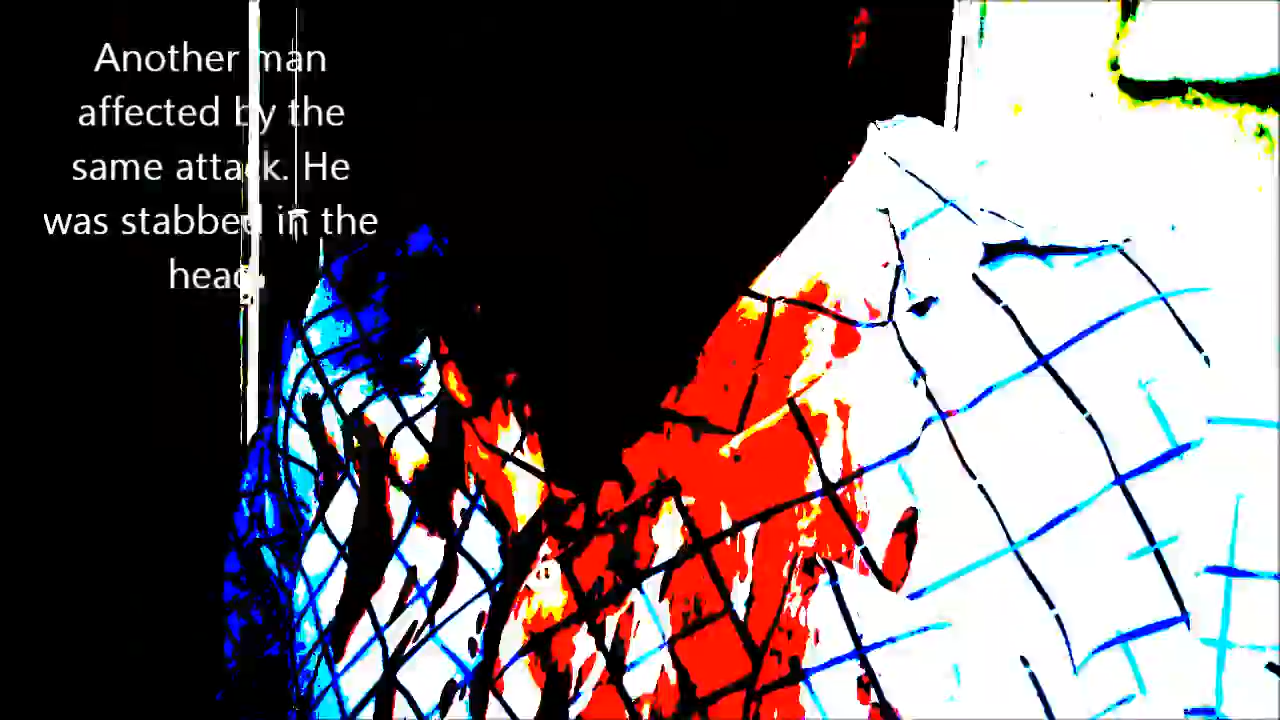 Another man
affected by the
same attack. He
was stabbed in the
head.